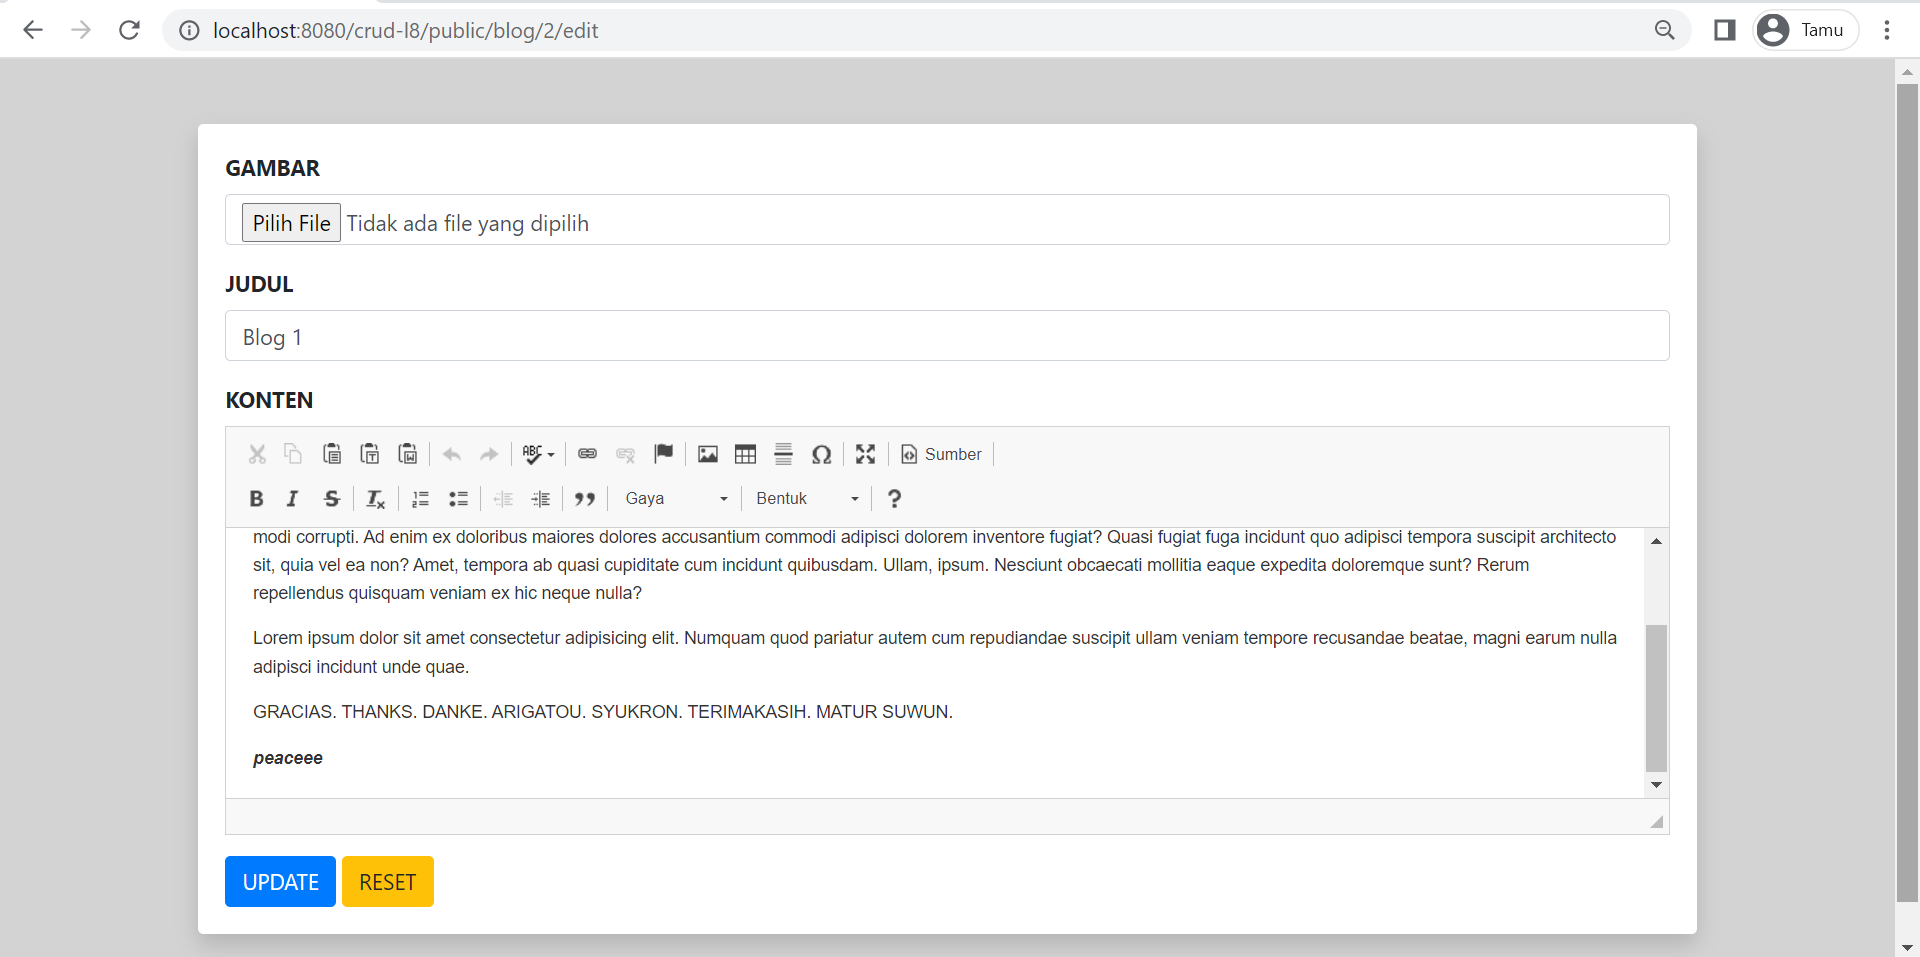 localhost:8080/crud-l8/public/blog/2/edit
Tamu
GAMBAR
Pilih File Tidak ada file yang dipilih
JUDUL
Blog 1
KONTEN
ABC Ω Sumber
B I S Tx Gaya Bentuk ?
modi corrupti. Ad enim ex doloribus maiores dolores accusantium commodi adipisci dolorem inventore fugiat? Quasi fugiat fuga incidunt quo adipisci tempora suscipit architecto
sit, quia vel ea non? Amet, tempora ab quasi cupiditate cum incidunt quibusdam. Ullam, ipsum. Nesciunt obcaecati mollitia eaque expedita doloremque sunt? Rerum
repellendus quisquam veniam ex hic neque nulla?
Lorem ipsum dolor sit amet consectetur adipisicing elit. Numquam quod pariatur autem cum repudiandae suscipit ullam veniam tempore recusandae beatae, magni earum nulla
adipisci incidunt unde quae.
GRACIAS. THANKS. DANKE. ARIGATOU. SYUKRON. TERIMAKASIH. MATUR SUWUN.
peaceee
UPDATE RESET